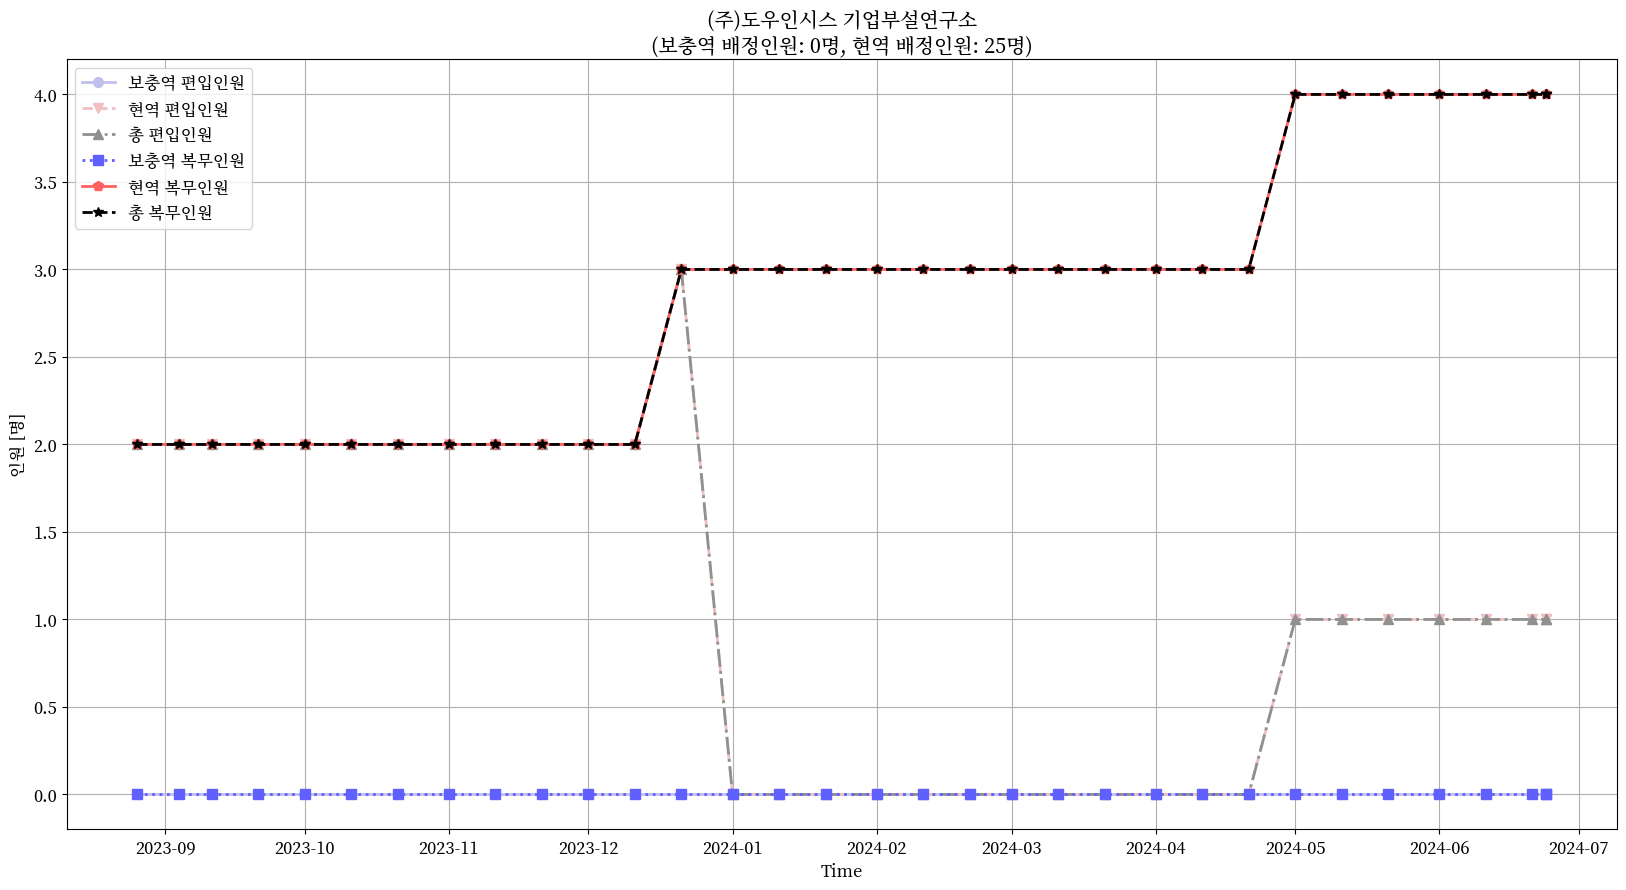 (주)도우인시스 기업부설연구소
(보충역 배정인원: 0명, 현역 배정인원: 25명)
보충역 편입인원
현역 편입인원
총 편입인원
보충역 복무인원
현역 복무인원
총 복무인원
4.0
3.5
3.0
2.5
2.0
1.5
1.0
0.5
0.0
인원 [명]
2023-09 2023-10 2023-11 2023-12 2024-01 2024-02 2024-03 2024-04 2024-05 2024-06 2024-07
Time